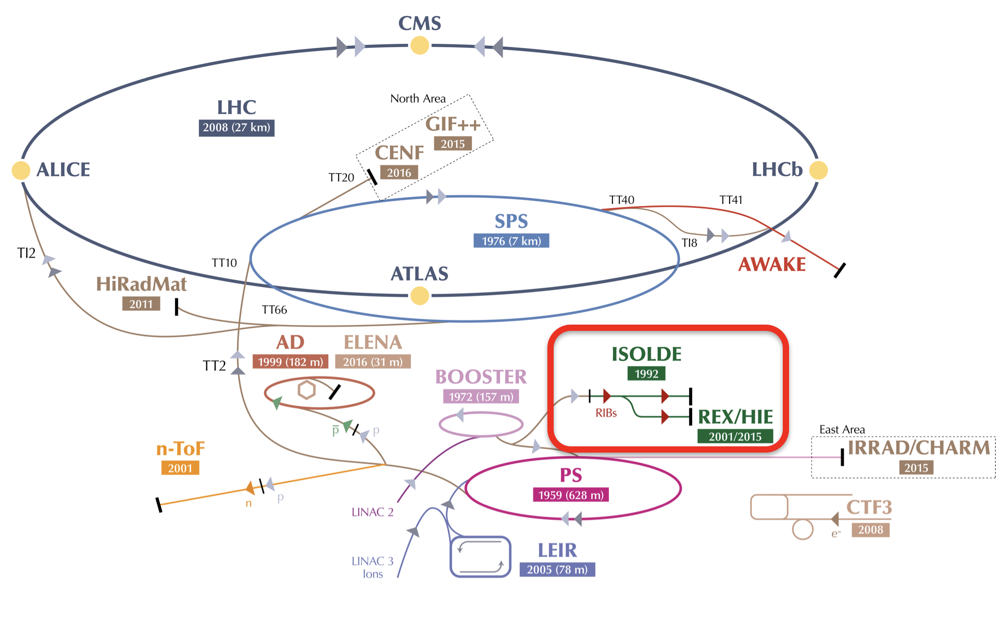 CMS
North Area
LHC
2008 (27 km)
GIF++
2015
CENF
2016
ALICE
LHCb
TT20
TT40
TT41
SPS
1976 (7 km)
TI8
TI2
TT10
AWAKE
ATLAS
HiRadMat
2011
TT66
AD
1999 (182 m)
ELENA
2016 (31 m)
TT2
ISOLDE
1992
BOOSTER
1972 (157 m)
RIBs
REX/HIE
2001/2015
p̅
p
East Area
IRRAD/CHARM
2015
n-ToF
2001
n
p
PS
1959 (628 m)
LINAC 2
CTF3
2008
e-
LINAC 3
Ions
LEIR
2005 (78 m)